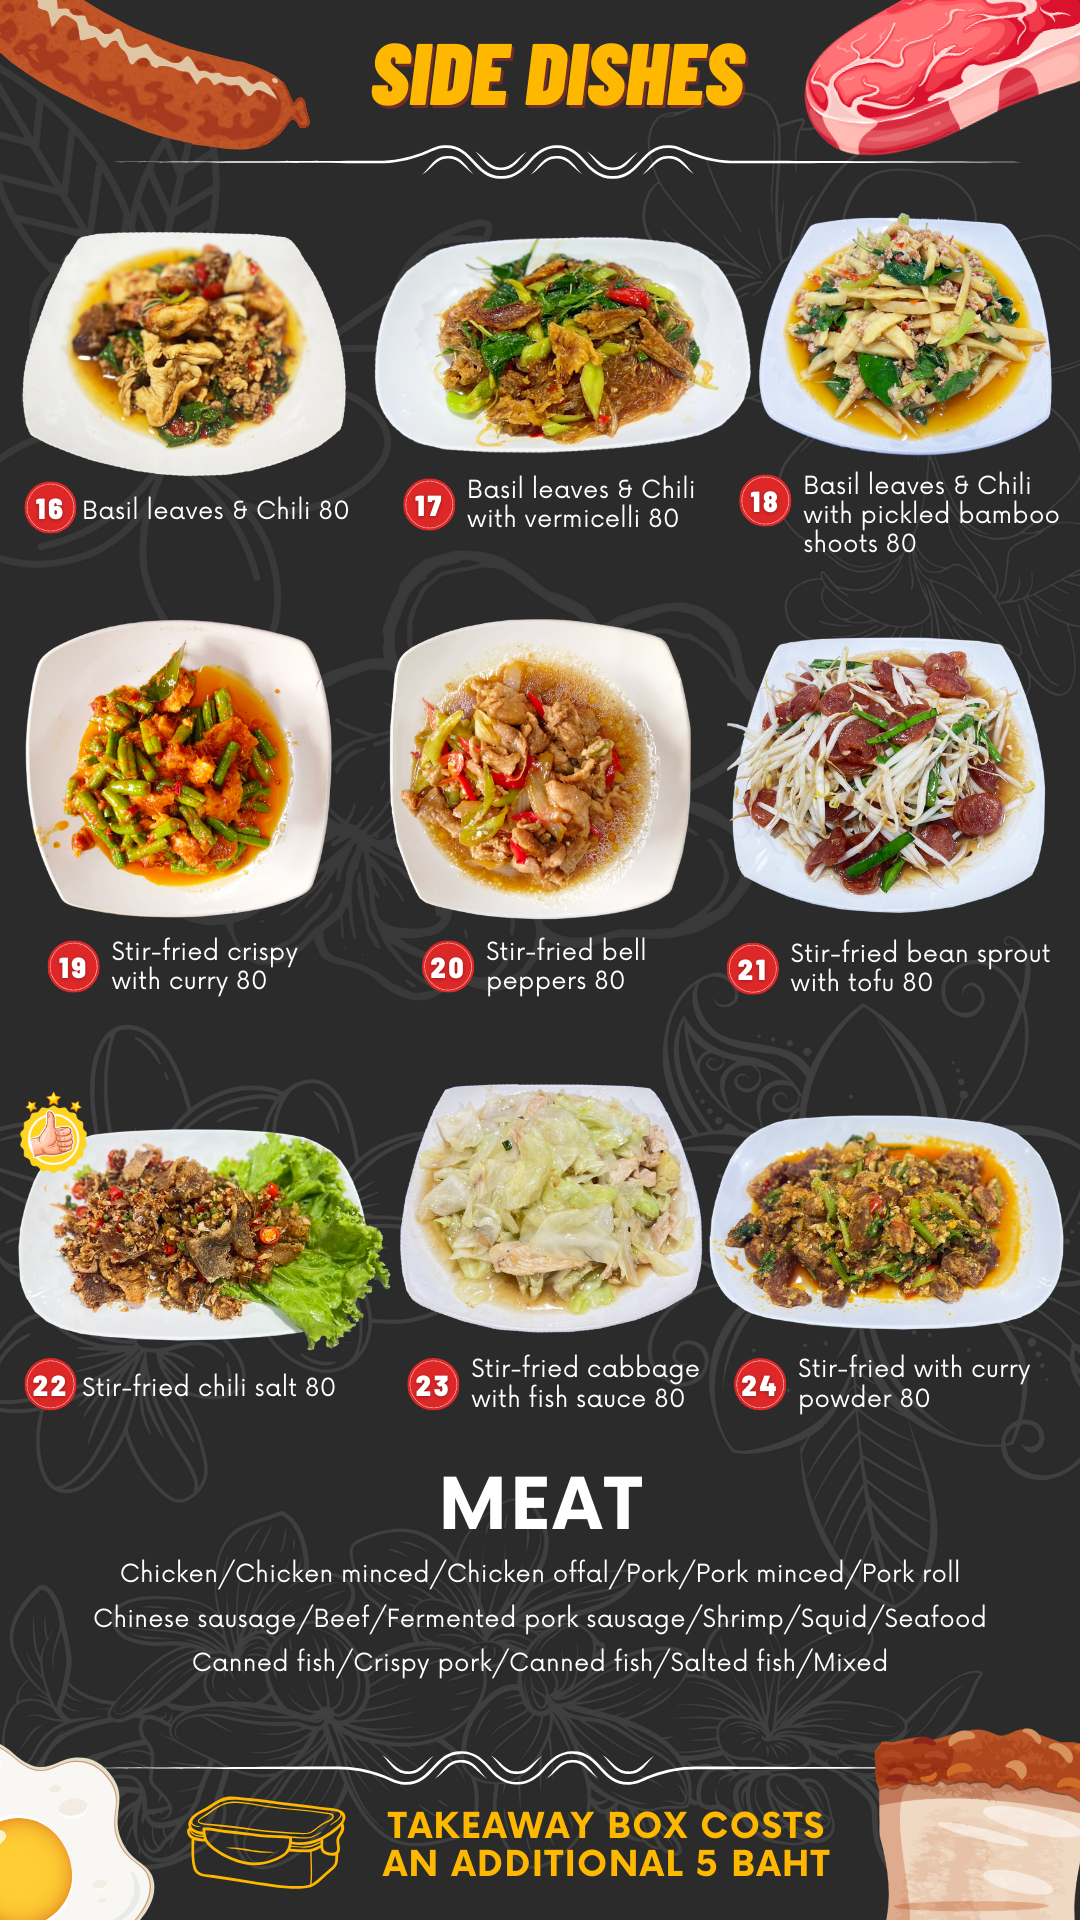 SIDE DISHES
16 Basil leaves & Chili 80
17 Basil leaves & Chili
with vermicelli 80
18 Basil leaves & Chili
with pickled bamboo
shoots 80
19 Stir-fried crispy
with curry 80
20 Stir-fried bell
peppers 80
21 Stir-fried bean sprout
with tofu 80
22 Stir-fried chili salt 80
23 Stir-fried cabbage
with fish sauce 80
24 Stir-fried with curry
powder 80
MEAT
Chicken/Chicken minced/Chicken offal/Pork/Pork minced/Pork roll
Chinese sausage/Beef/Fermented pork sausage/Shrimp/Squid/Seafood
Canned fish/Crispy pork/Canned fish/Salted fish/Mixed
TAKEAWAY BOX COSTS
AN ADDITIONAL 5 BAHT